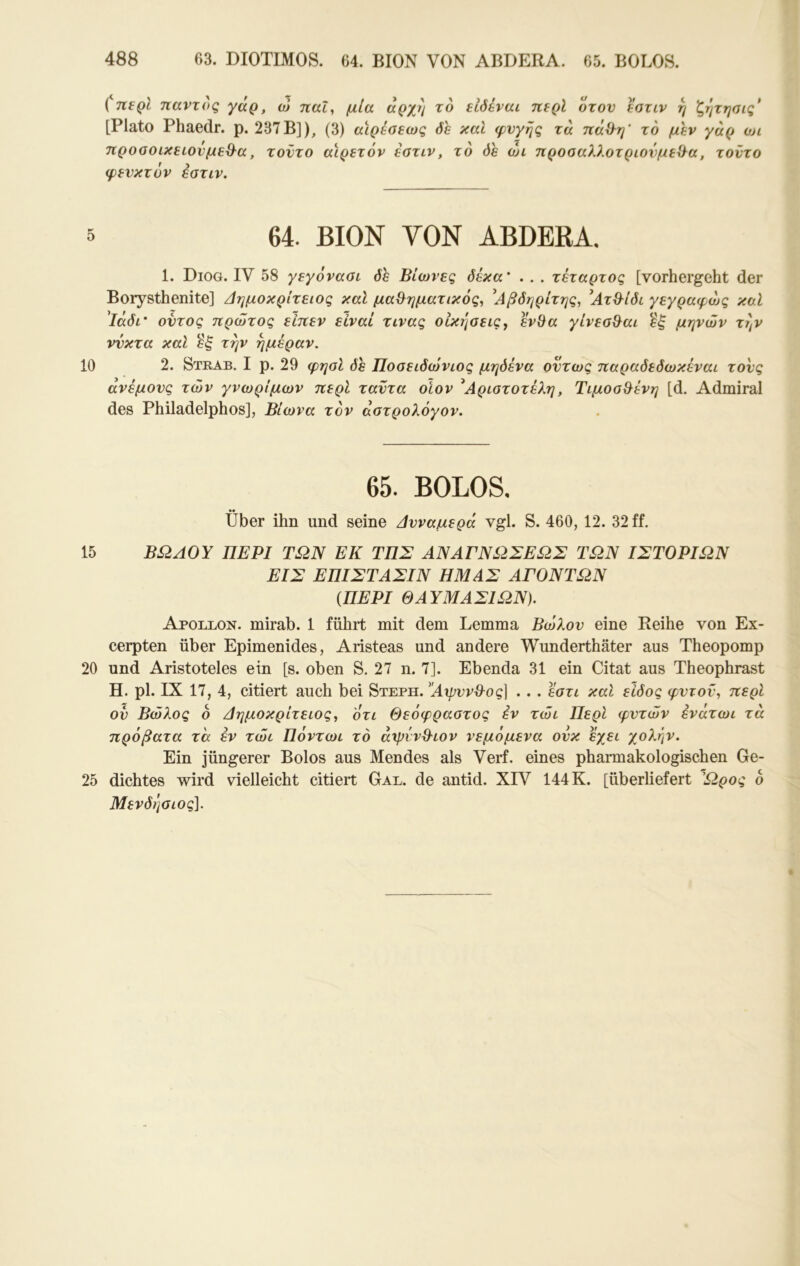 488 63. DIOTIMOS. 64. BION VON ABDERA. 65. BOLOS.
(ʽπερὶ παντὸς γάρ, ὦ παῖ, μία ἀρχὴ τὸ εἰδέναι περὶ ὅτου ἔστιν ἡ ζήτησις’
[Plato Phaedr. p. 237 B]), (3) αἱρέσεως δὲ καὶ φυγῆς τὰ πάθη· τὸ μὲν γὰρ ὧι
προσοικειούμεθα, τοῦτο αἱρετόν ἐστιν, τὸ δὲ ὧι προσαλλοτριούμεθα, τοῦτο
φευκτόν ἐστιν.
5 64. BION VON ABDERA.
1. Diog. IV 58 γεγόνασι δὲ Βίωνες δέκα· . . . τέταρτος [vorhergeht der
Borysthenite] Δημοκρίτειος καὶ μαθηματικός, Ἀβδηρίτης, Ἀτθίδι γεγραφὼς καὶ
Ἰάδι· οὗτος πρῶτος εἶπεν εἶναί τινας οἰκήσεις, ἔνθα γίνεσθαι ἓξ μηνῶν τὴν
νύκτα καὶ ἓξ τὴν ἡμέραν.
10 2. Strab. I p. 29 φησὶ δὲ Ποσειδώνιος μηδένα οὕτως παραδεδωκέναι τοὺς
ἀνέμους τῶν γνωρίμων περὶ ταῦτα οἷον Ἀριστοτέλη, Τιμοσθένη [d. Admiral
des Philadelphos], Βίωνα τὸν ἀστρολόγον.
65. BOLOS.
Über ihn und seine Δυναμερά vgl. S. 460, 12. 32 ff.
15 ΒΩΛΟΥ ΠΕΡΙ ΤΩΝ ΕΚ ΤΗΣ ΑΝΑΓΝΩΣΕΩΣ ΤΩΝ ΙΣΤΟΡΙΩΝ
ΕΙΣ ΕΠΙΣΤΑΣΙΝ ΗΜΑΣ ΑΓΟΝΤΩΝ
(ΠΕΡΙ ΘΑΥΜΑΣΙΩΝ).
Apollon. mirab. 1 führt mit dem Lemma Βώλου eine Reihe von Ex-
cerpten über Epimenides, Aristeas und andere Wunderthäter aus Theopomp
20 und Aristoteles ein [s. oben S. 27 n. 7]. Ebenda 31 ein Citat aus Theophrast
H. pl. IX 17, 4, citiert auch bei Steph. Ἄψυνθος] . . . ἔστι καὶ εἶδος φυτοῦ, περὶ
οὗ Βῶλος ὁ Δημοκρίτειος, ὅτι Θεόφραστος ἐν τῶι Περὶ φυτῶν ἐνάτωι τὰ
πρόβατα τὰ ἐν τῶι Πόντωι τὸ ἀψίνθιον νεμόμενα οὐκ ἔχει χολήν.
Ein jüngerer Bolos aus Mendes als Verf. eines pharmakologischen Ge-
25 dichtes wird vielleicht citiert Gal. de antid. XIV 144 K. [überliefert Ὧρος ὁ
Μενδήσιος].